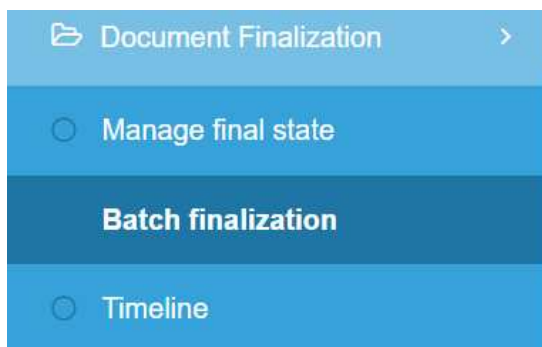 Document Finalization
Manage final state
Batch finalization
Timeline